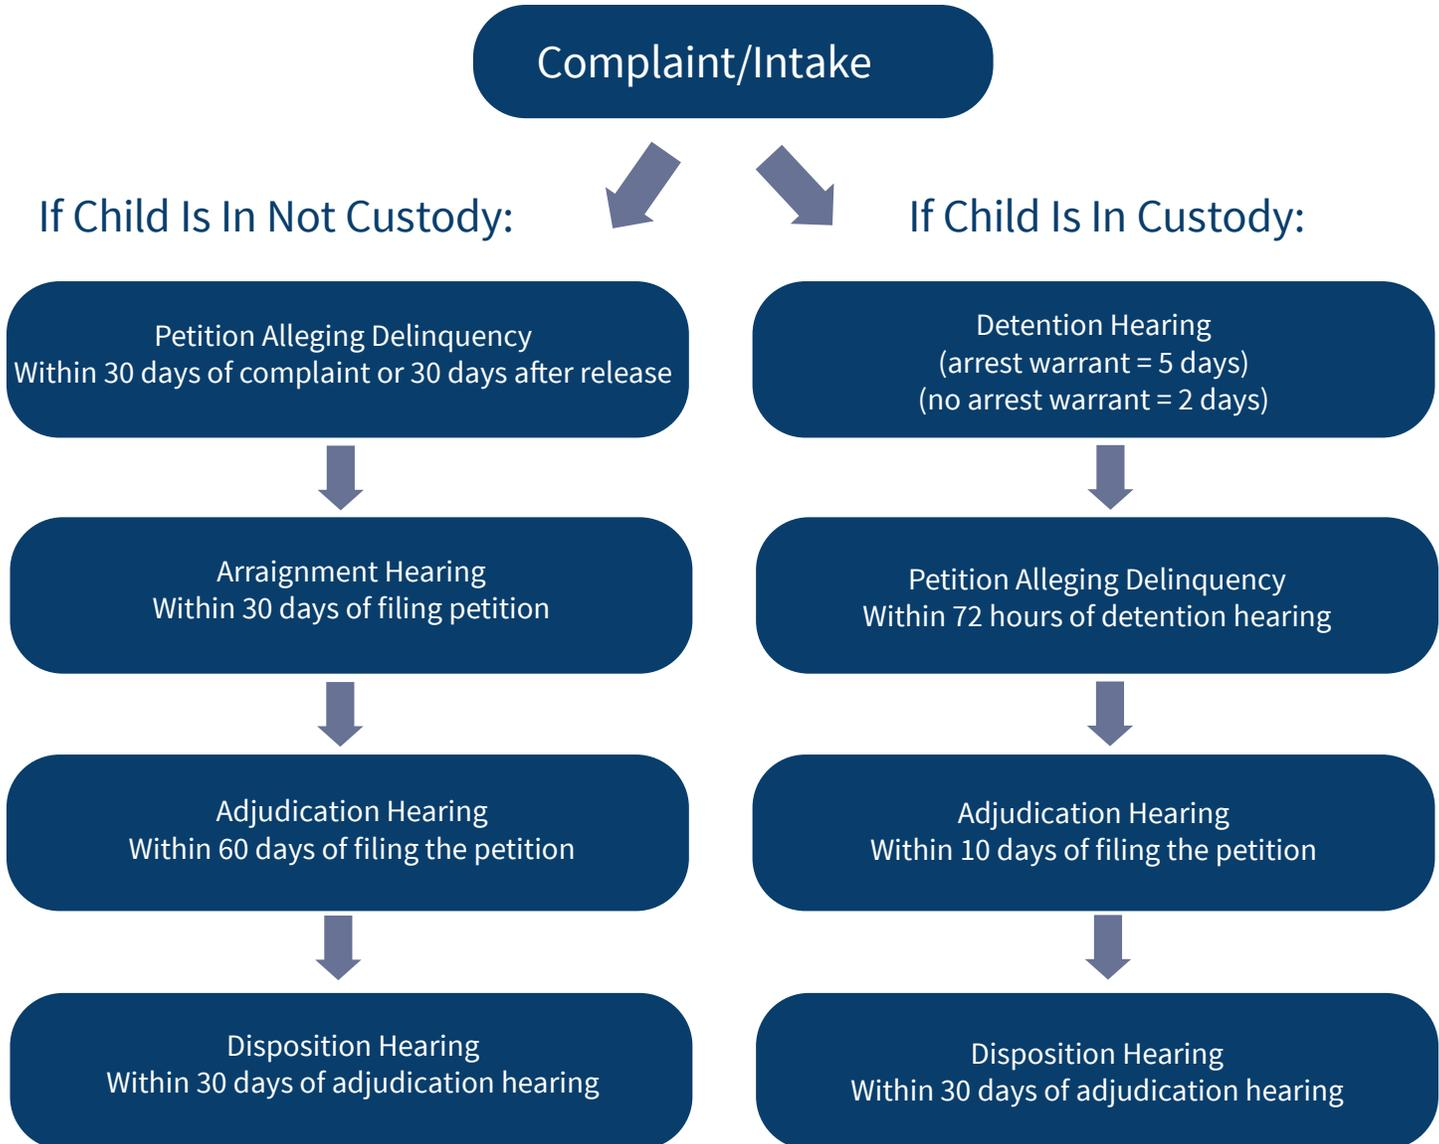 Complaint/Intake
If Child Is In Not Custody:
Petition Alleging Delinquency
Within 30 days of complaint or 30 days after release
Arraignment Hearing
Within 30 days of filing petition
Adjudication Hearing
Within 60 days of filing the petition
Disposition Hearing
Within 30 days of adjudication hearing
If Child Is In Custody:
Detention Hearing
(arrest warrant = 5 days)
(no arrest warrant = 2 days)
Petition Alleging Delinquency
Within 72 hours of detention hearing
Adjudication Hearing
Within 10 days of filing the petition
Disposition Hearing
Within 30 days of adjudication hearing